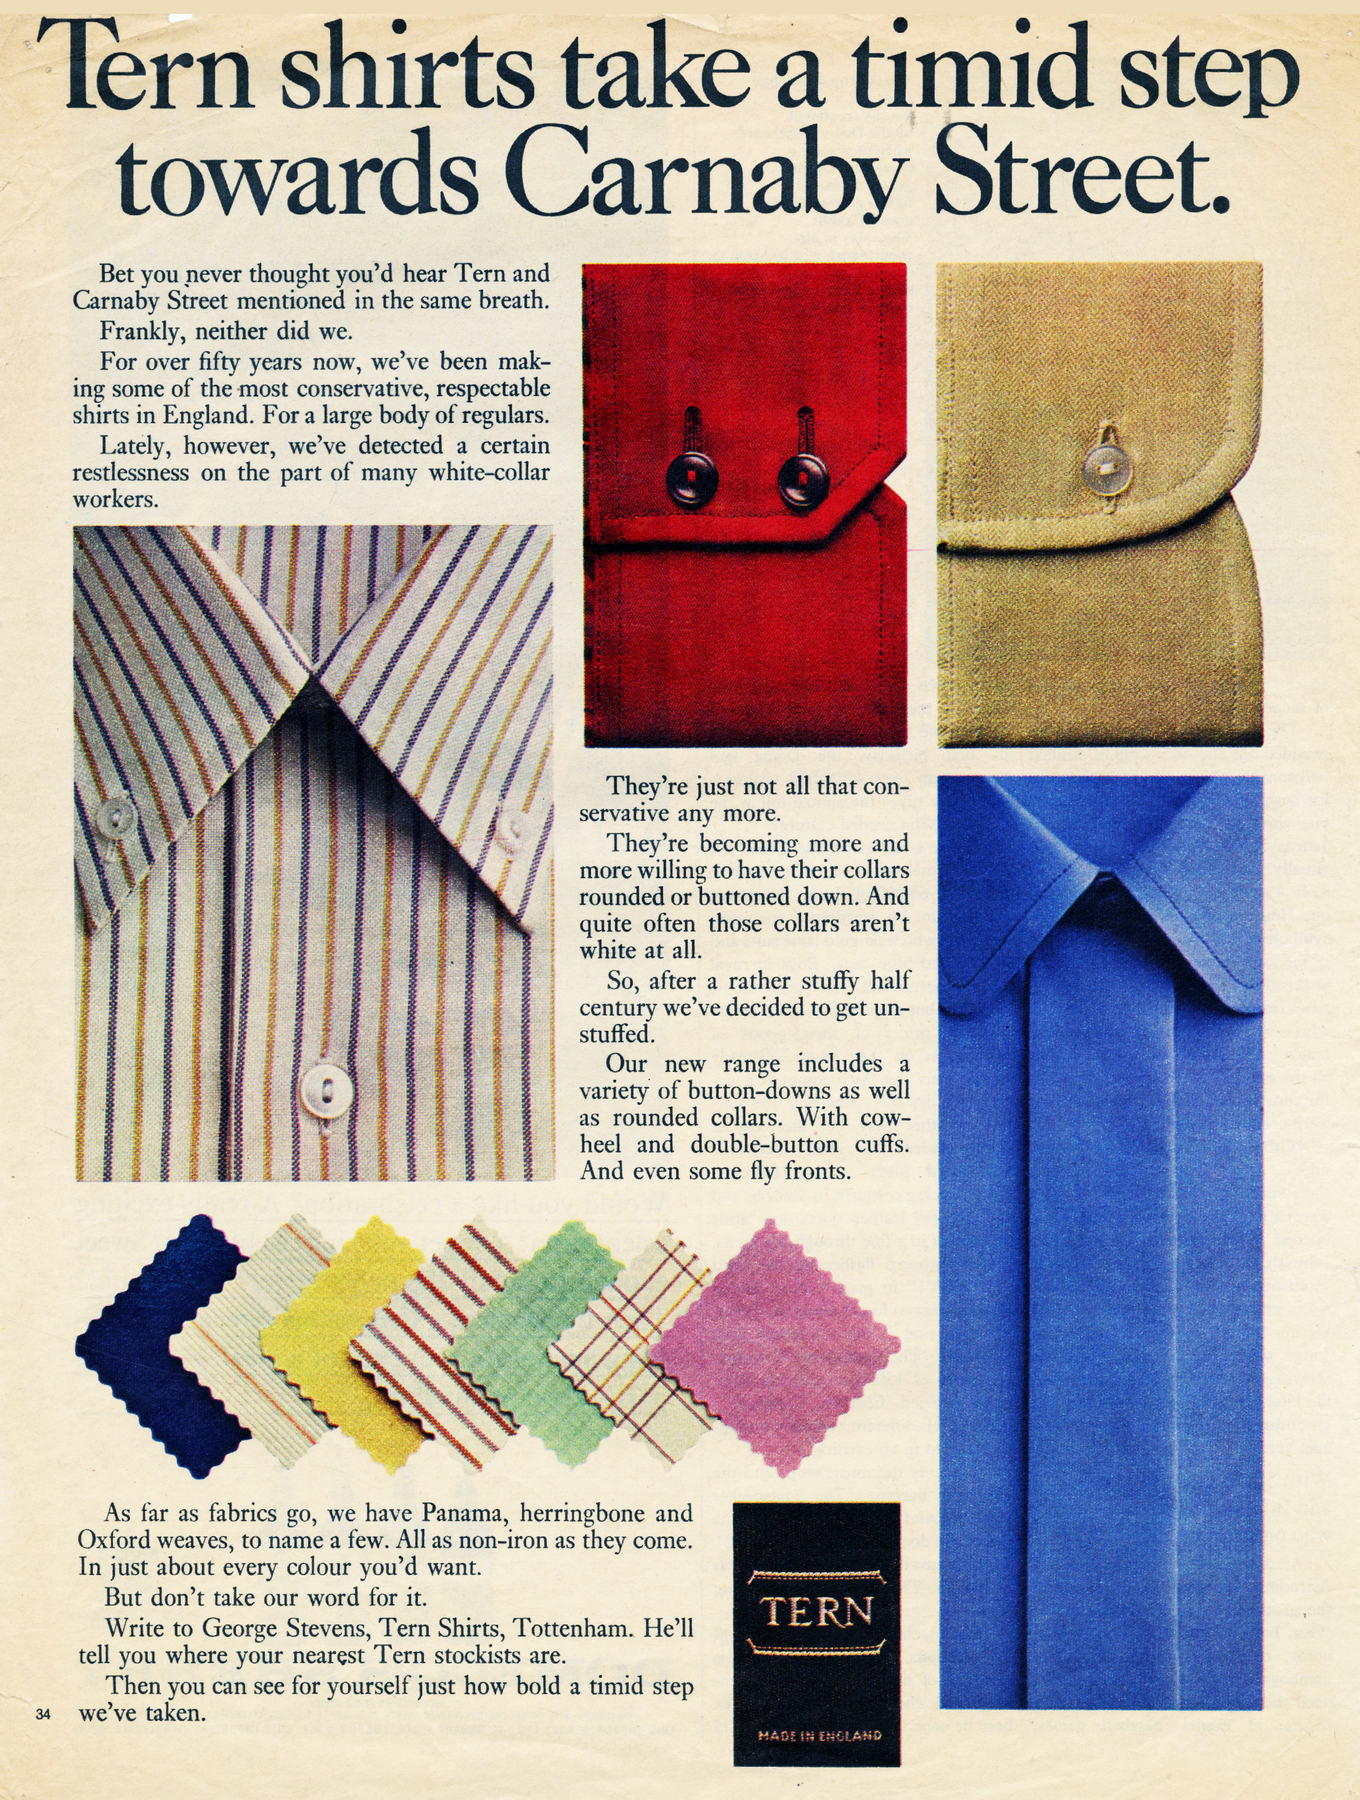 Tern shirts take a timid step
towards Carnaby Street.
Bet you never thought you'd hear Tern and
Carnaby Street mentioned in the same breath.
Frankly, neither did we.
For over fifty years now, we've been mak-
ing some of the most conservative, respectable
shirts in England. For a large body of regulars.
Lately, however, we've detected a certain
restlessness on the part of many white-collar
workers.
They're just not all that con-
servative any more.
They're becoming more and
more willing to have their collars
rounded or buttoned down. And
quite often those collars aren't
white at all.
So, after a rather stuffy half
century we've decided to get un-
stuffed.
Our new range includes a
variety of button-downs as well
as rounded collars. With cow-
heel and double-button cuffs.
And even some fly fronts.
As far as fabrics go, we have Panama, herringbone and
Oxford weaves, to name a few. All as non-iron as they come.
In just about every colour you'd want.
But don't take our word for it.
Write to George Stevens, Tern Shirts, Tottenham. He'll
tell you where your nearest Tern stockists are.
Then you can see for yourself just how bold a timid step
we've taken.
34
TERN
MADE IN ENGLAND